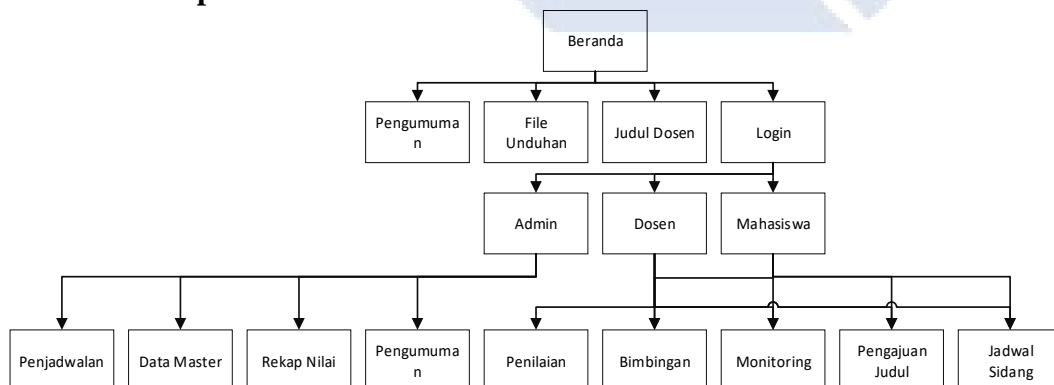 Beranda
Pengumuma
n
File
Unduhan
Judul Dosen
Login
Admin
Dosen
Mahasiswa
Penjadwalan
Data Master
Rekap Nilai
Pengumuma
n
Penilaian
Bimbingan
Monitoring
Pengajuan
Judul
Jadwal
Sidang